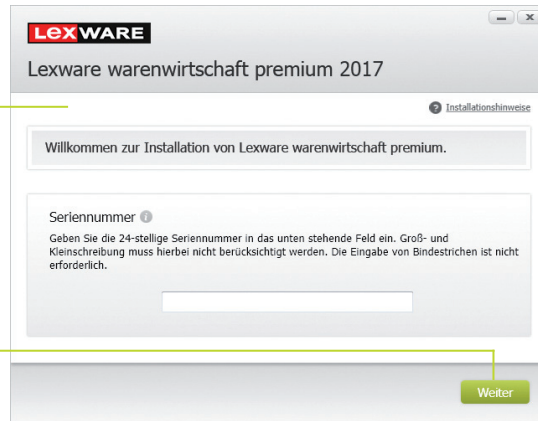 LEXWARE
Lexware warenwirtschaft premium 2017
Installationshinweise
Willkommen zur Installation von Lexware warenwirtschaft premium.
Seriennummer
Geben Sie die 24-stellige Seriennummer in das unten stehende Feld ein. Groß- und
Kleinschreibung muss hierbei nicht berücksichtigt werden. Die Eingabe von Bindestrichen ist nicht
erforderlich.
Weiter